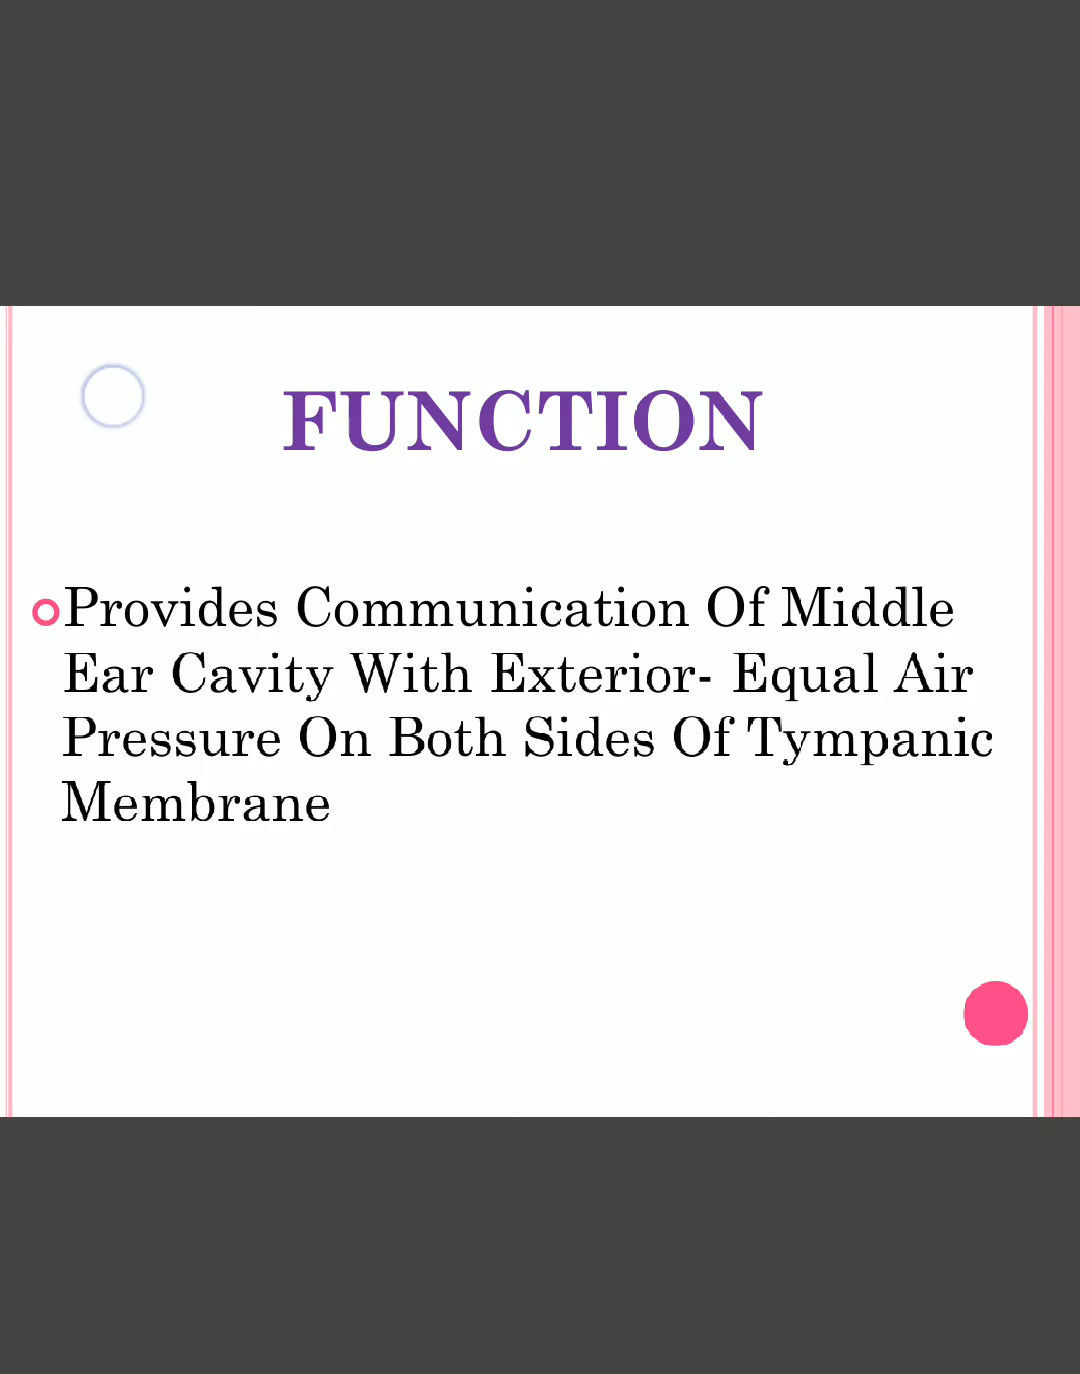 FUNCTION
Provides Communication Of Middle
Ear Cavity With Exterior- Equal Air
Pressure On Both Sides Of Tympanic
Membrane